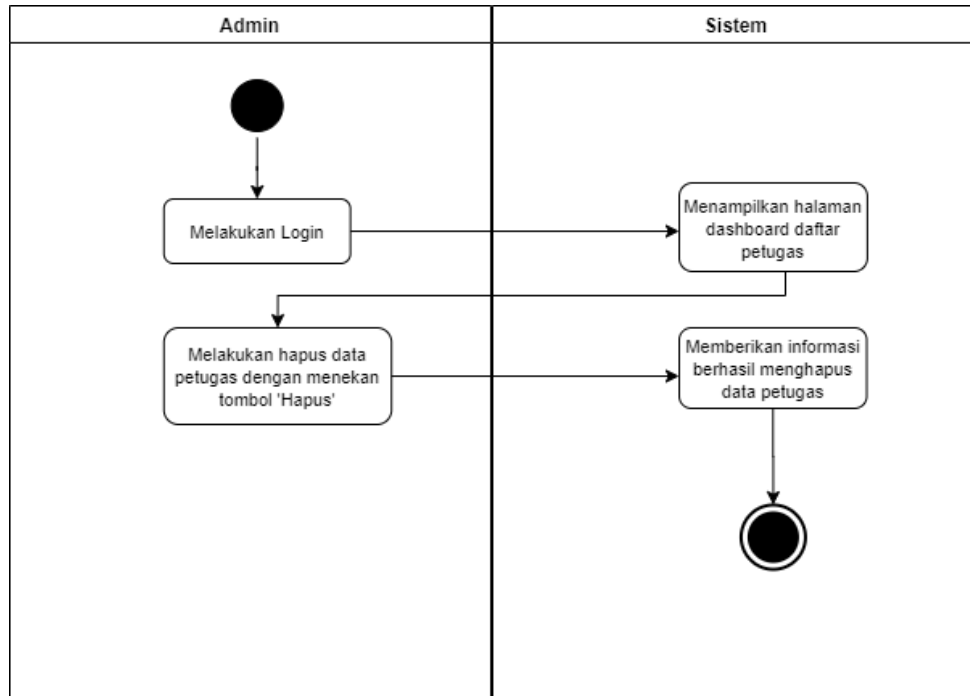 Admin
Sistem
Melakukan Login
Menampilkan halaman
dashboard daftar
petugas
Melakukan hapus data
petugas dengan menekan
tombol 'Hapus'
Memberikan informasi
berhasil menghapus
data petugas